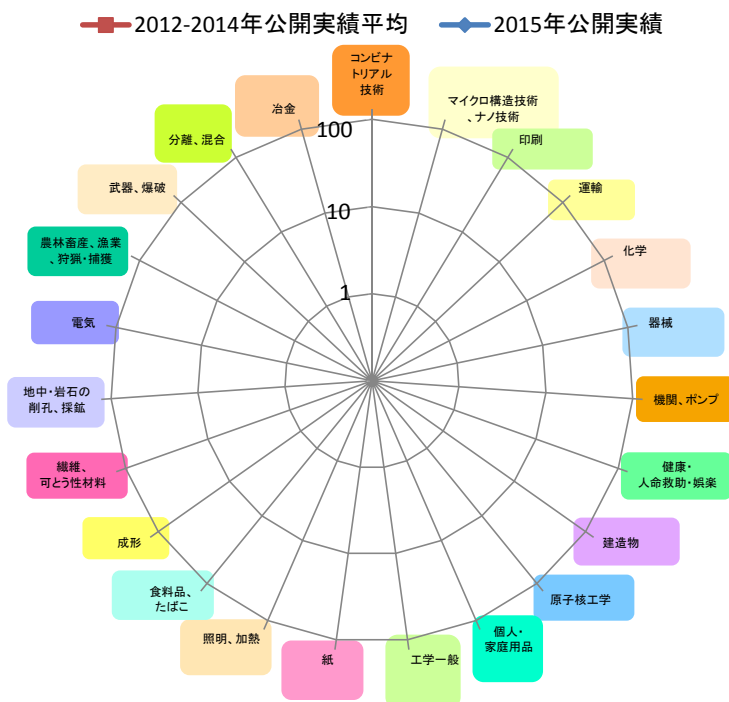 2012-2014年公開実績平均
2015年公開実績
コンビナ
トリアル
技術
マイクロ構造技術
、ナノ技術
印刷
運輸
化学
器械
機関、ポンプ
健康・
人命救助・娯楽
建造物
原子核工学
個人・
家庭用品
工学一般
紙
照明、加熱
食料品、
たばこ
成形
繊維、
可とう性材料
地中・岩石の
削孔、採鉱
電気
農林畜産、漁業
、狩猟・捕獲
武器、爆破
分離、混合
冶金
100
10
1